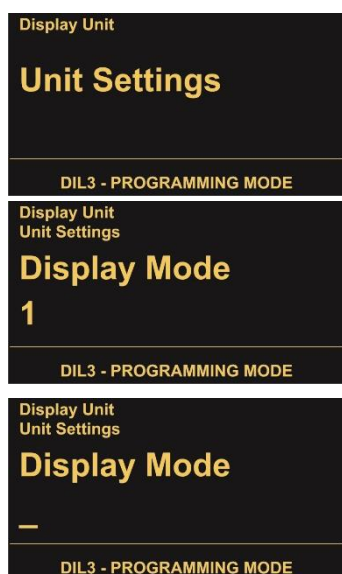 Display Unit
Unit Settings
DIL3 - PROGRAMMING MODE
Display Unit
Unit Settings
Display Mode
1
DIL3 - PROGRAMMING MODE
Display Unit
Unit Settings
Display Mode
_
DIL3 - PROGRAMMING MODE